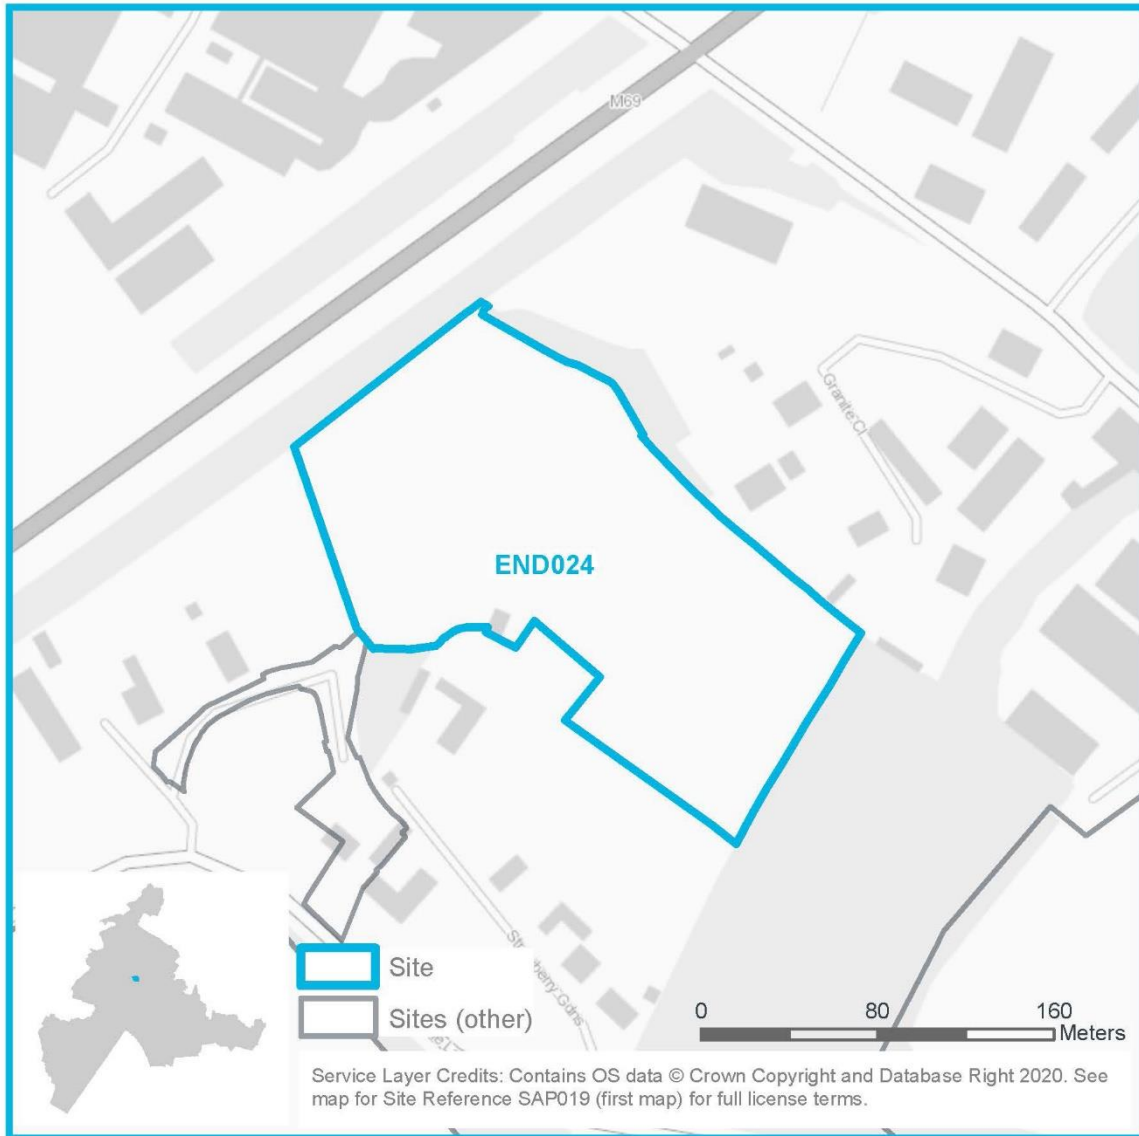 M69
Granite Cl
END024
Gdns
Site
Sites (other)
0 80 160
Meters
Service Layer Credits: Contains OS data © Crown Copyright and Database Right 2020. See
map for Site Reference SAP019 (first map) for full license terms.